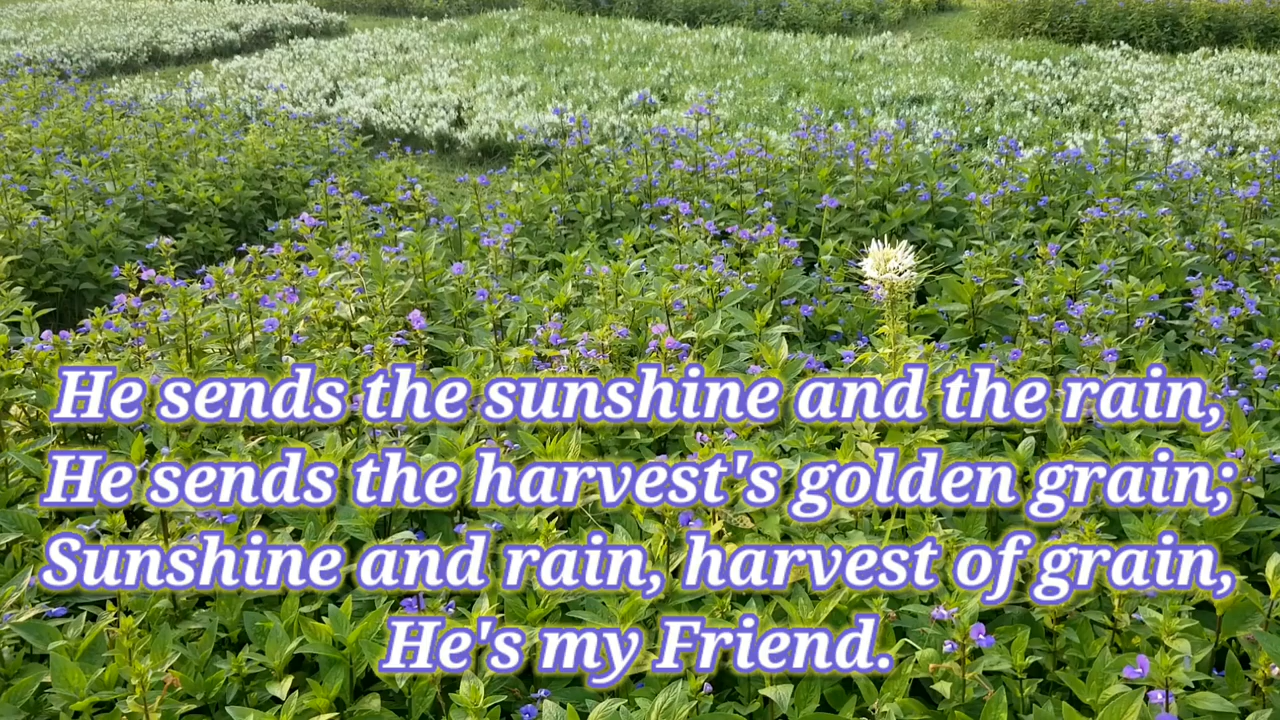 He sends the sunshine and the rain,
He sends the harvest's golden grain;
Sunshine and rain, harvest of grain,
He's my Friend.